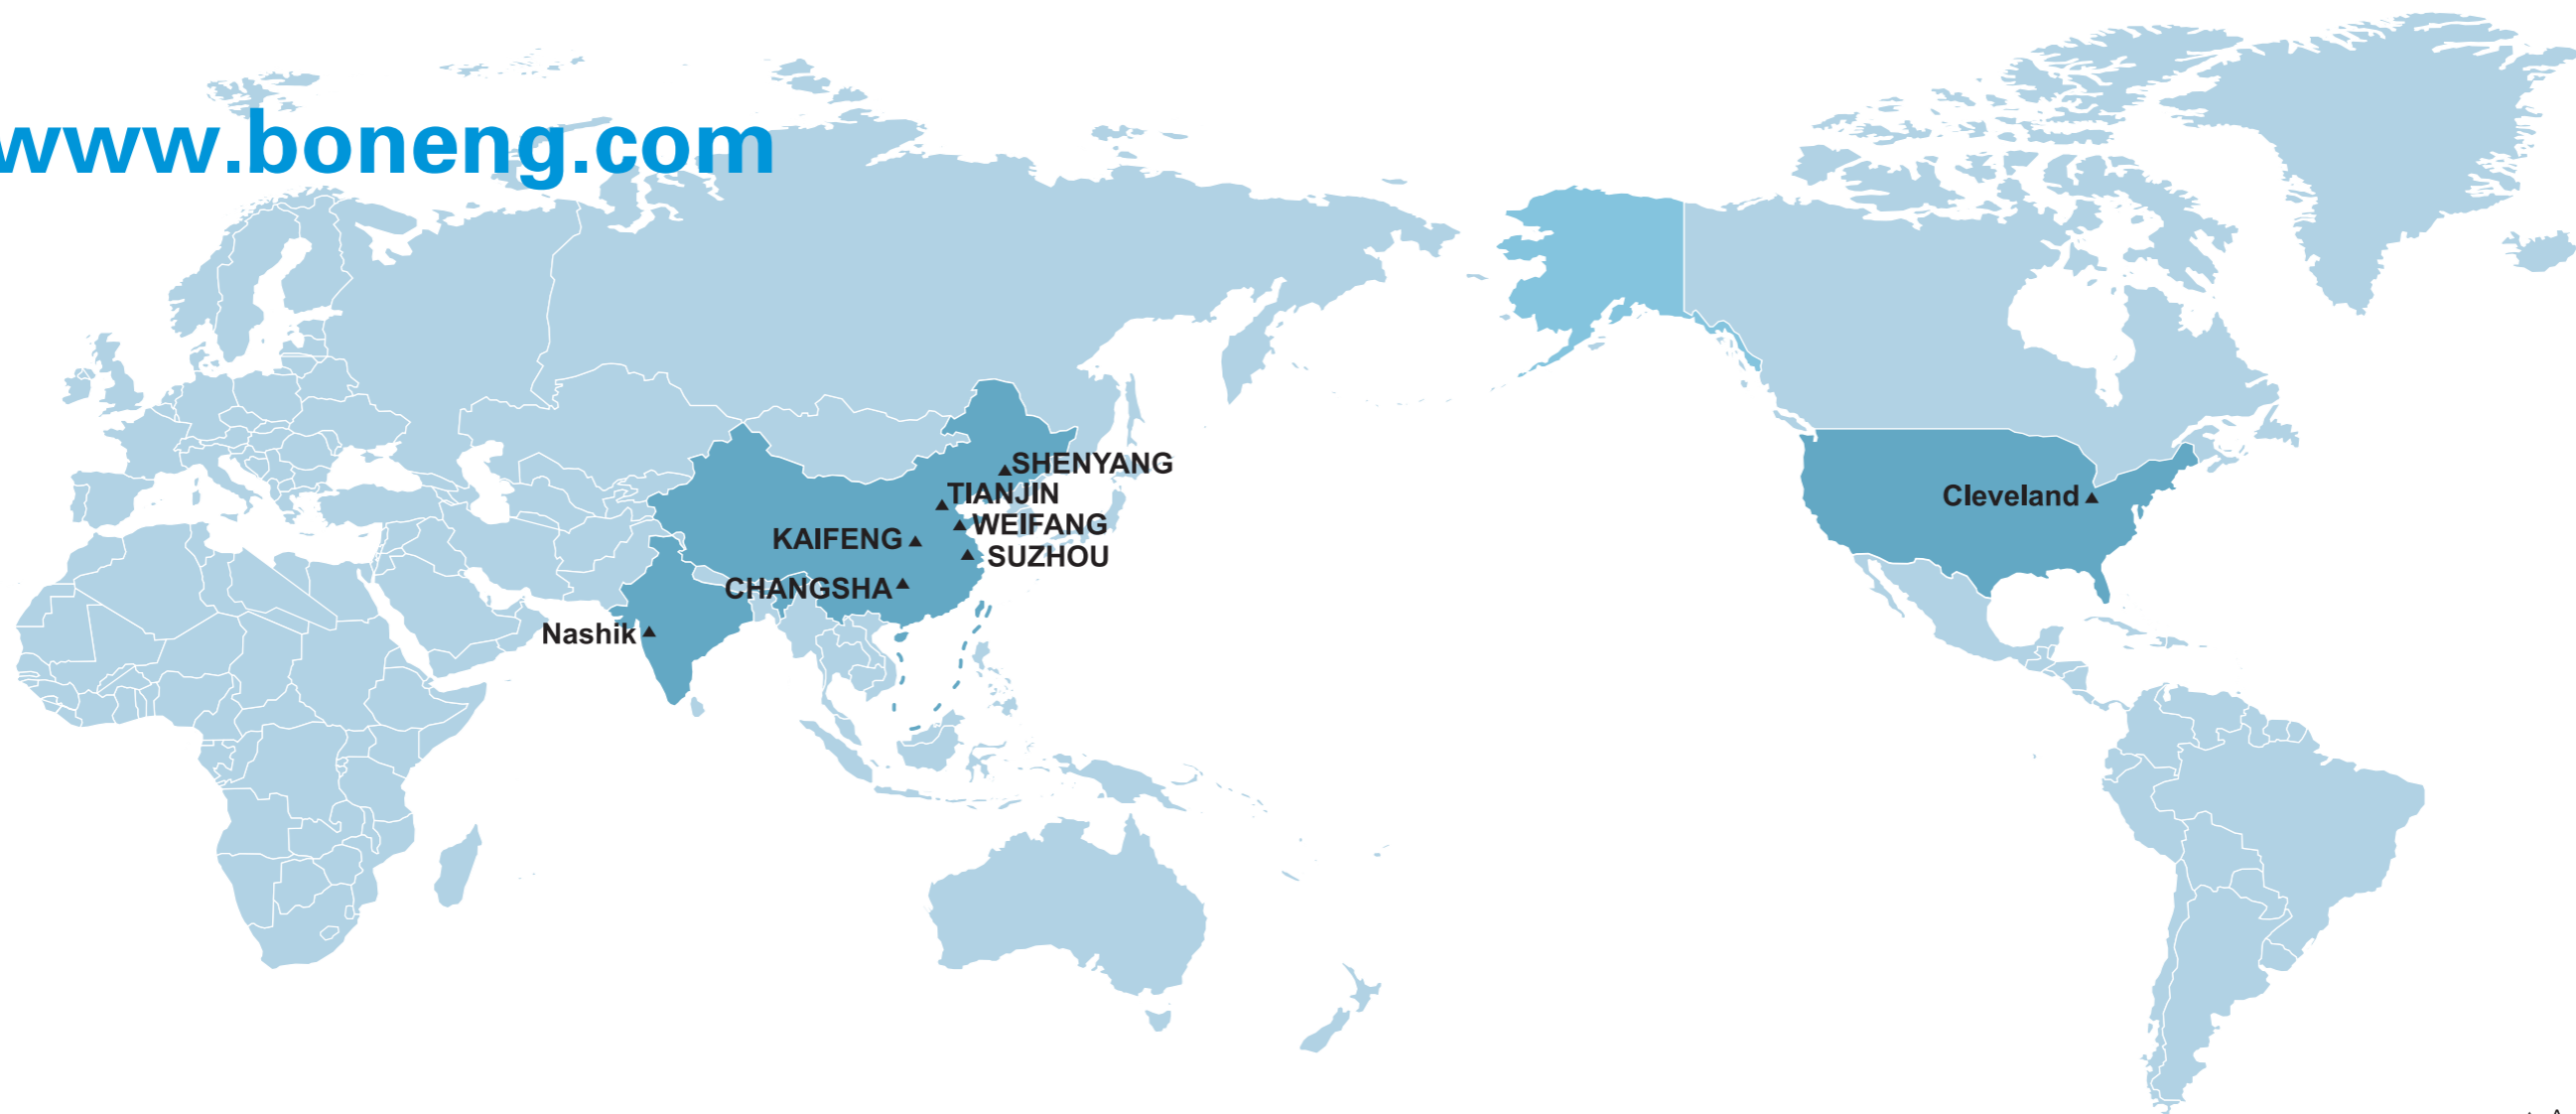 www.boneng.com
SHENYANG
TIANJIN
WEIFANG
KAIFENG
SUZHOU
CHANGSHA
Nashik
Cleveland